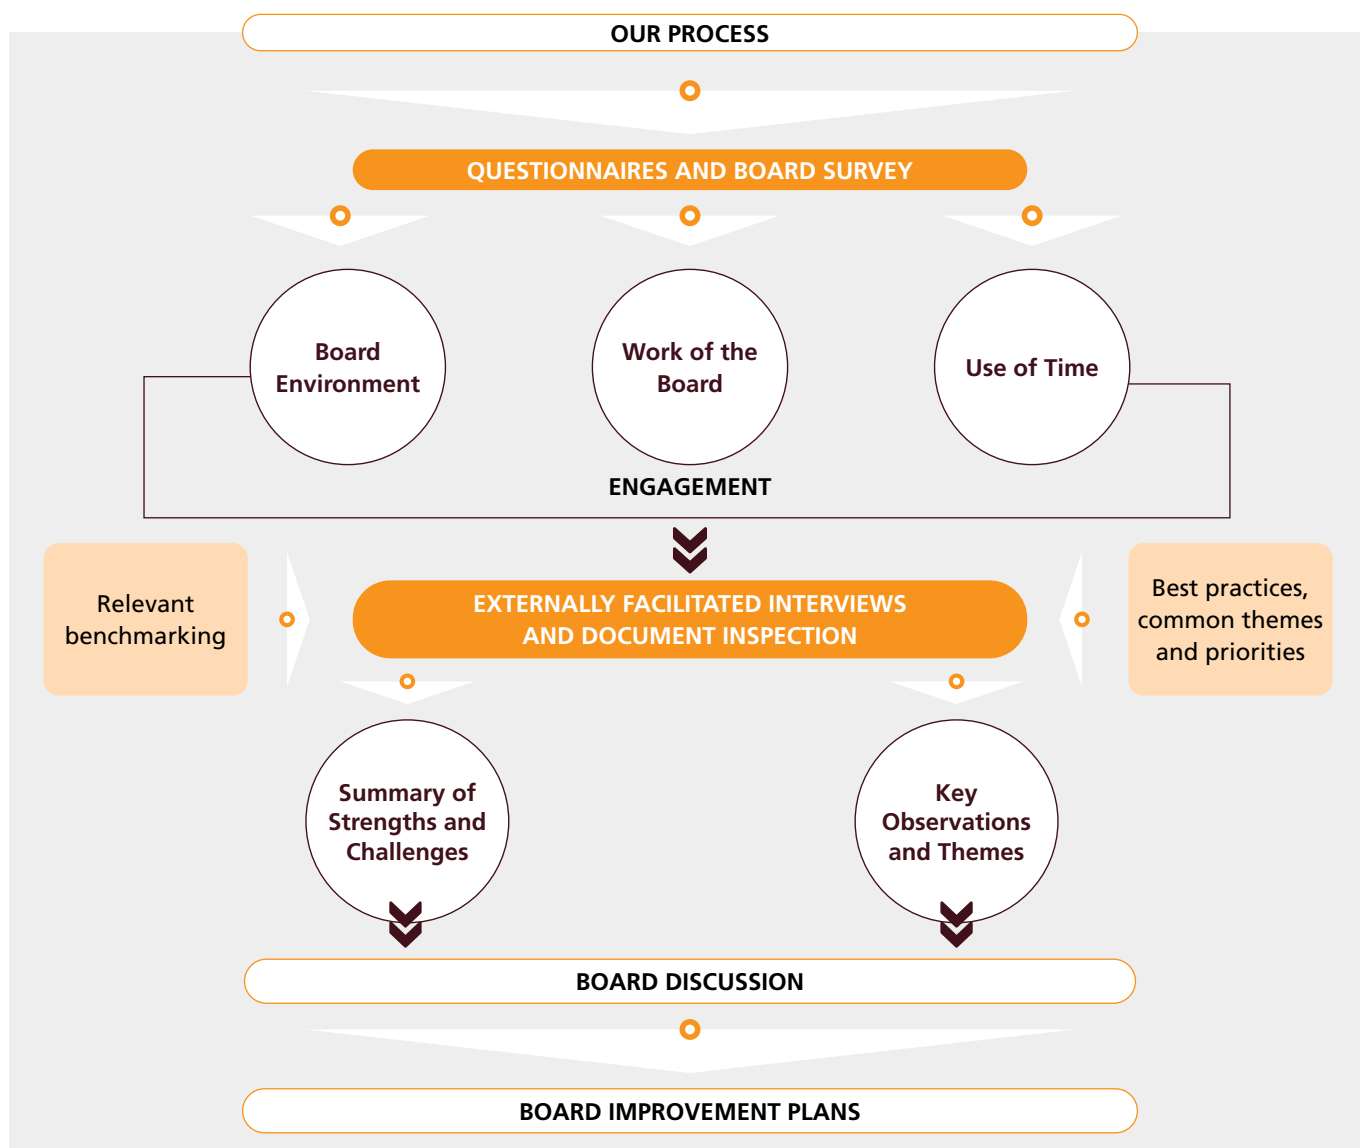 OUR PROCESS
QUESTIONNAIRES AND BOARD SURVEY
Board
Environment
Work of the
Board
Use of Time
ENGAGEMENT
Relevant
benchmarking
EXTERNALLY FACILITATED INTERVIEWS
AND DOCUMENT INSPECTION
Best practices,
common themes
and priorities
Summary of
Strengths and
Challenges
Key
Observations
and Themes
BOARD DISCUSSION
BOARD IMPROVEMENT PLANS